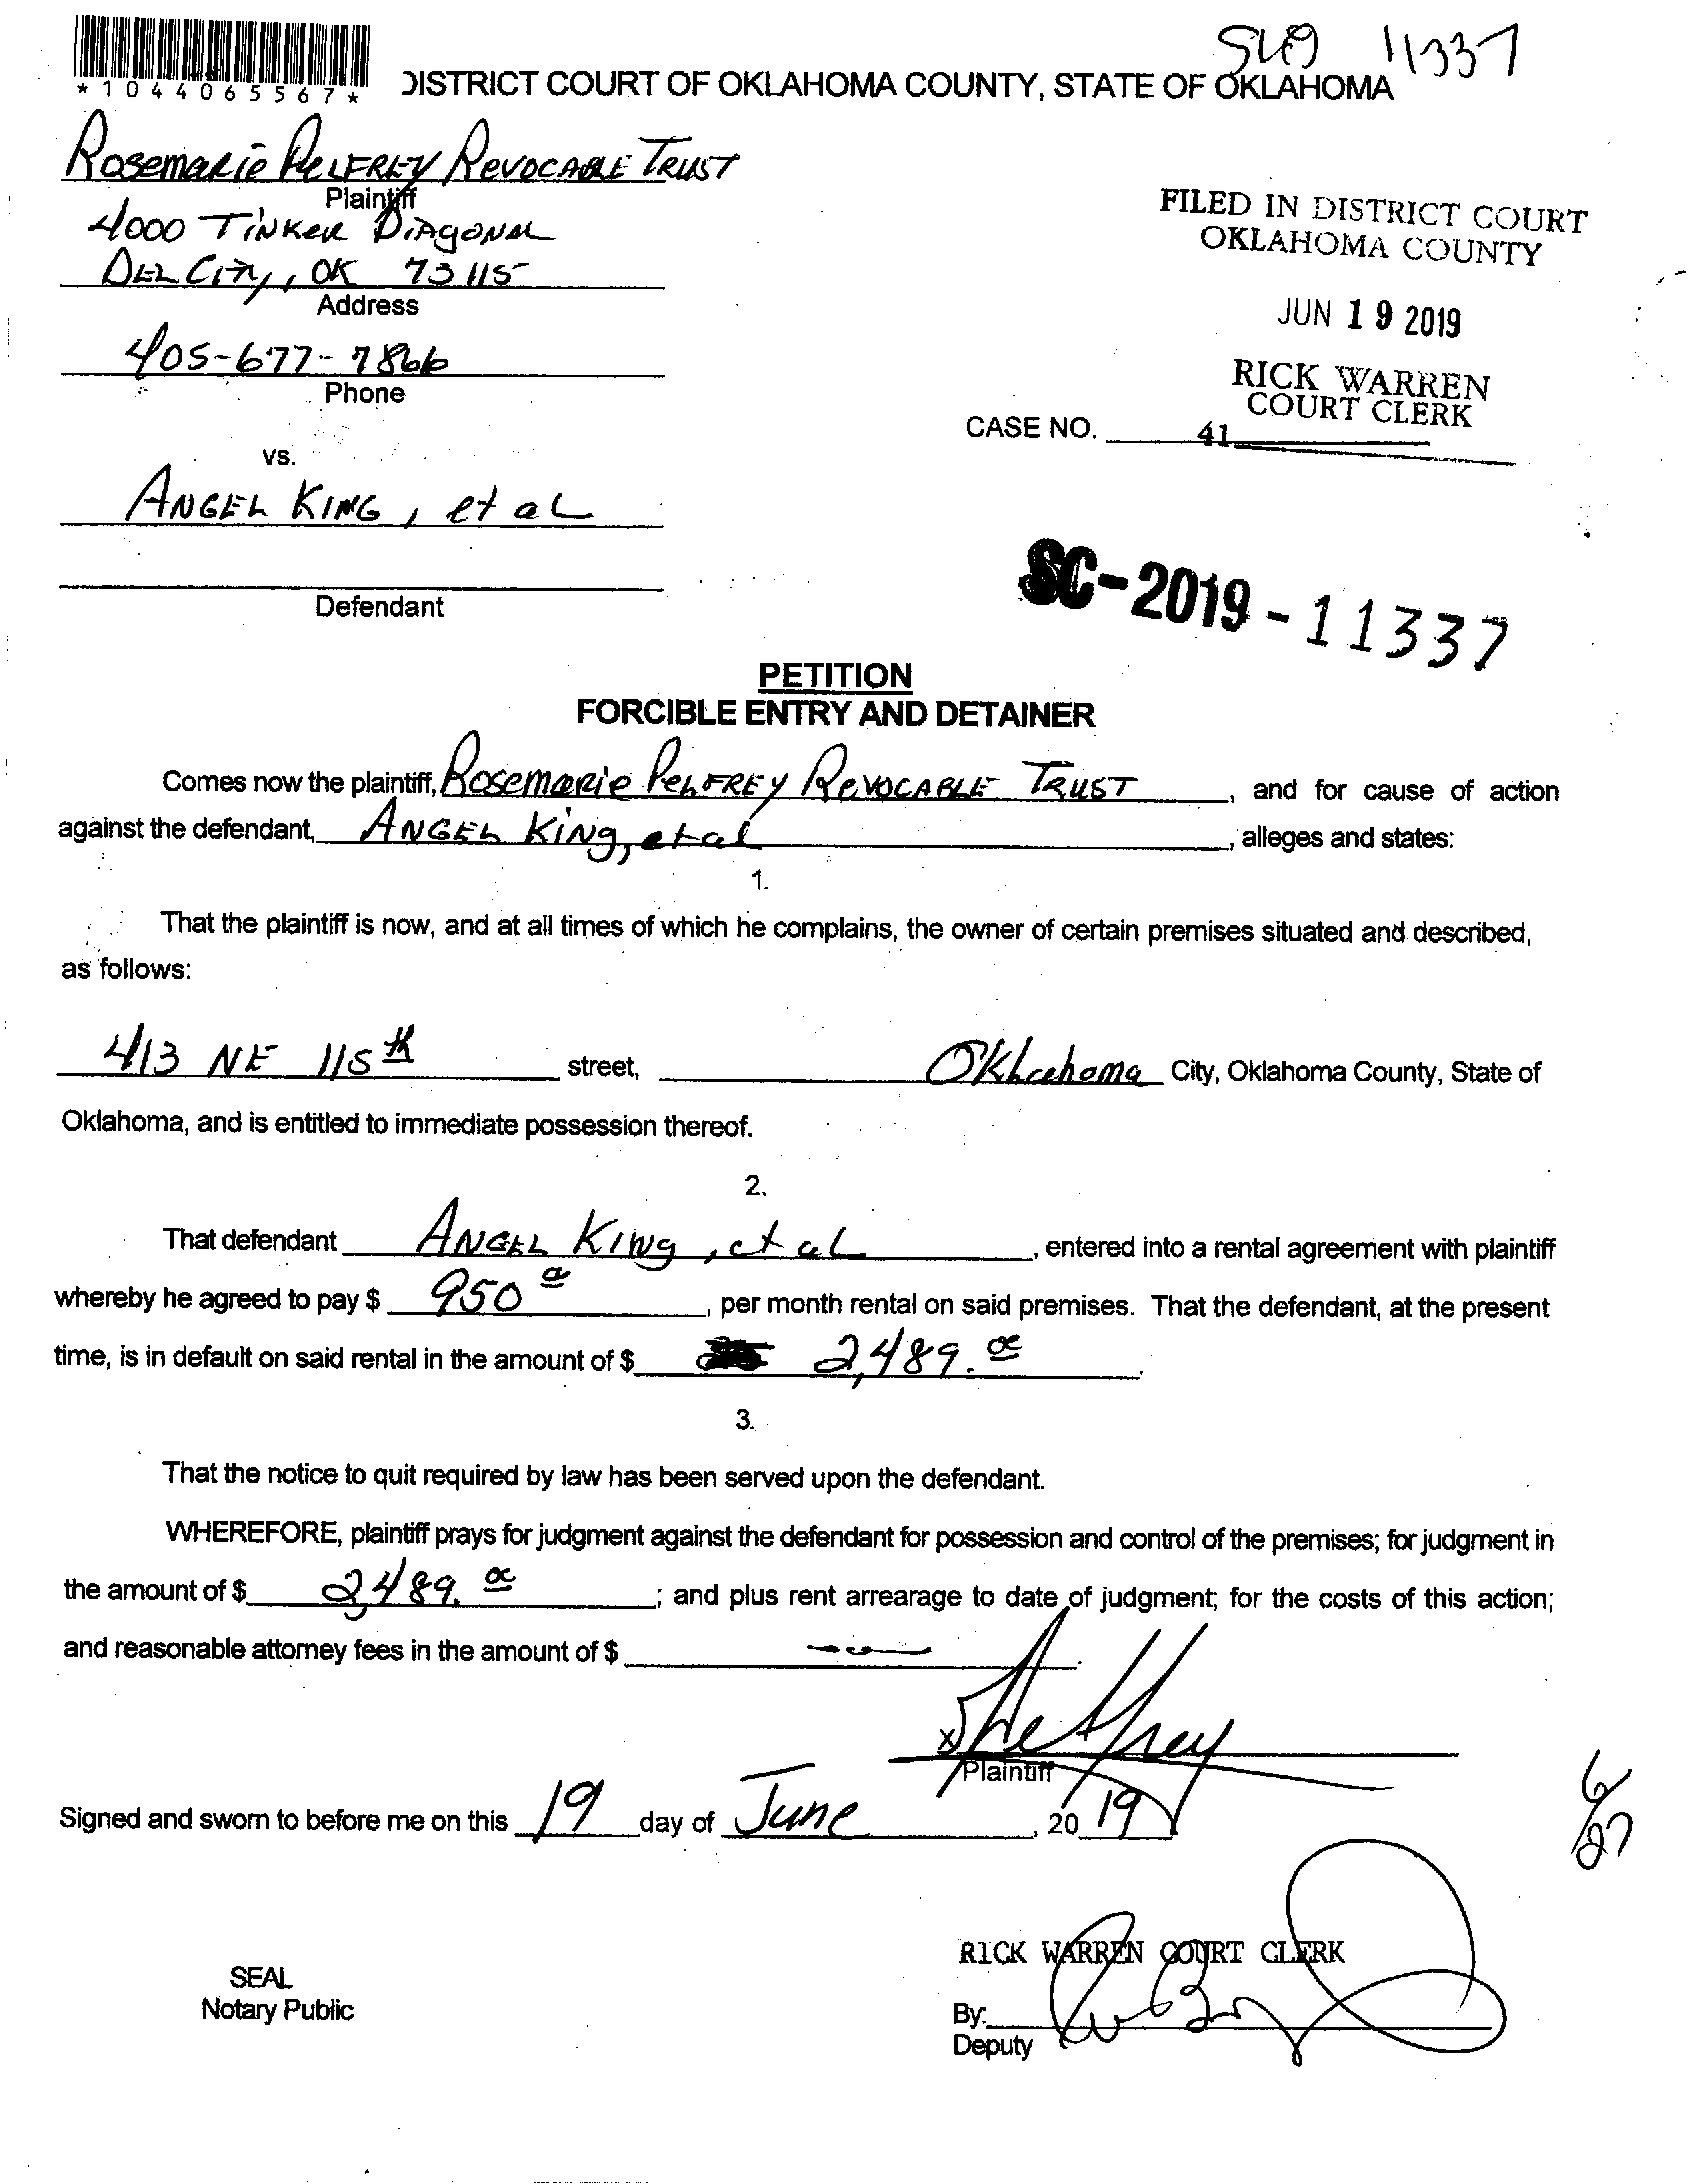 11337
*1044065567*
DISTRICT COURT OF OKLAHOMA COUNTY, STATE OF OKLAHOMA
Rosemarie Pelfrey Revocable Trust
Plaintiff
4000 Tinker Diagonal
Del City, OK 73115
Address
405-677-7866
Phone
FILED IN DISTRICT COURT
OKLAHOMA COUNTY
JUN 19 2019
RICK WARREN
COURT CLERK
CASE NO.
41
vs.
Angel King, et al
Defendant
SC-2019-11337
PETITION
FORCIBLE ENTRY AND DETAINER
Comes now the plaintiff, Rosemarie Pelfrey Revocable Trust, and for cause of action
against the defendant, Angel King, et al, alleges and states:
1.
That the plaintiff is now, and at all times of which he complains, the owner of certain premises situated and described,
as follows:
413 NE 115th street, Oklahoma City, Oklahoma County, State of
Oklahoma, and is entitled to immediate possession thereof.
2.
That defendant Angel King, et al, entered into a rental agreement with plaintiff
whereby he agreed to pay $ 950, per month rental on said premises. That the defendant, at the present
time, is in default on said rental in the amount of $ 2,489.
3.
That the notice to quit required by law has been served upon the defendant.
WHEREFORE, plaintiff prays for judgment against the defendant for possession and control of the premises; for judgment in
the amount of $ 2,489.; and plus rent arrearage to date of judgment; for the costs of this action;
and reasonable attorney fees in the amount of $
x
Plaintiff
Signed and sworn to before me on this 19 day of June, 20 19
6/27
RICK WARREN COURT CLERK
SEAL
Notary Public
By:
Deputy